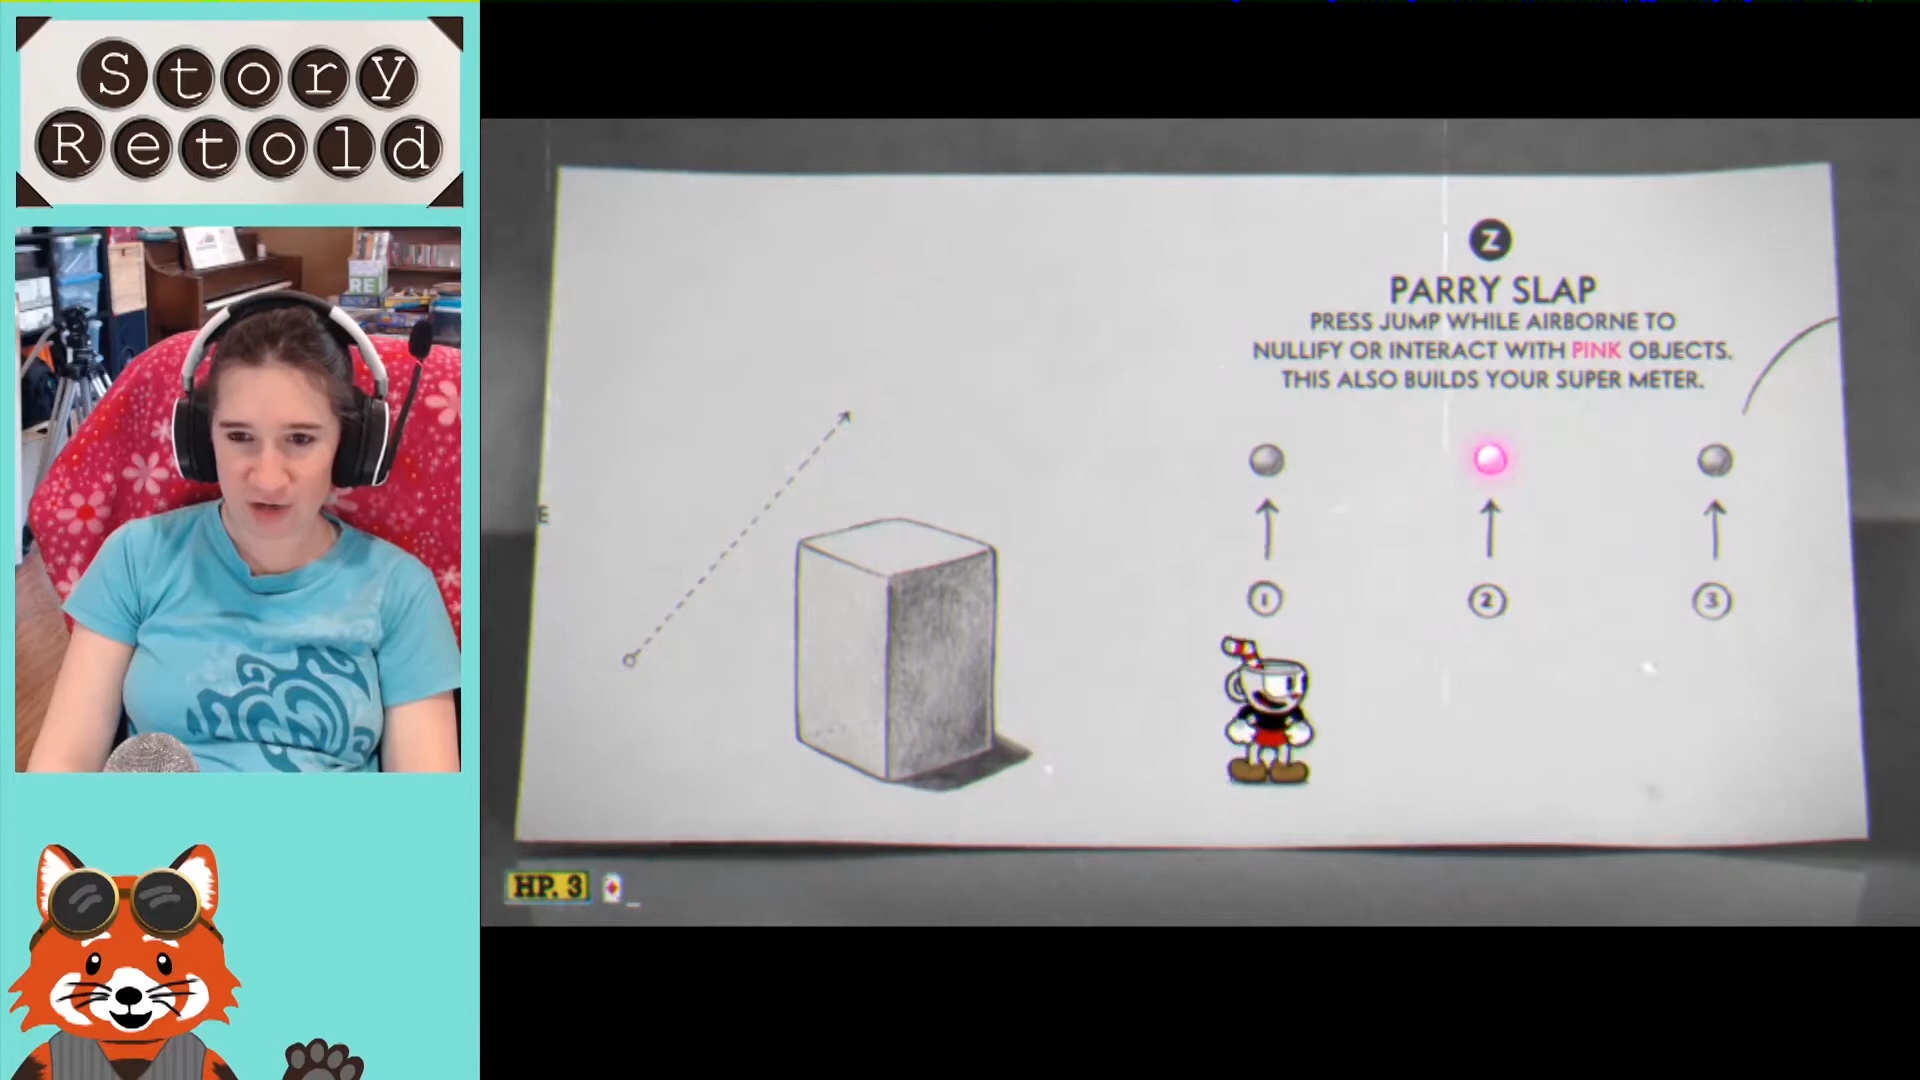 Story
Retold
RE
Z
PARRY SLAP
PRESS JUMP WHILE AIRBORNE TO
NULLIFY OR INTERACT WITH PINK OBJECTS.
THIS ALSO BUILDS YOUR SUPER METER.
E
1 2 3
HP. 3